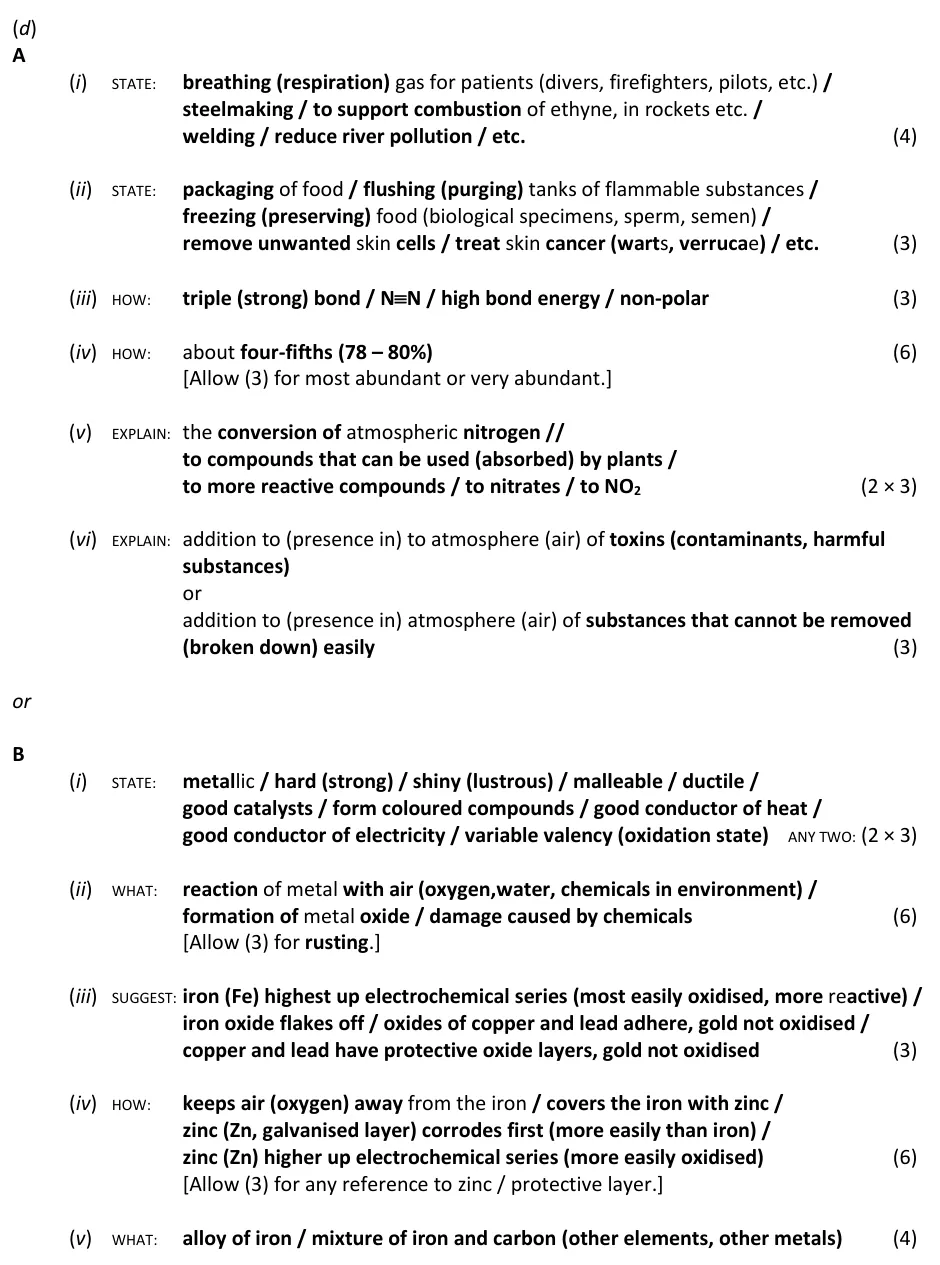 (d)
A
(i) STATE: breathing (respiration) gas for patients (divers, firefighters, pilots, etc.) /
steelmaking / to support combustion of ethyne, in rockets etc. /
welding / reduce river pollution / etc. (4)
(ii) STATE: packaging of food / flushing (purging) tanks of flammable substances /
freezing (preserving) food (biological specimens, sperm, semen) /
remove unwanted skin cells / treat skin cancer (warts, verrucae) / etc. (3)
(iii) HOW: triple (strong) bond / N≡N / high bond energy / non-polar (3)
(iv) HOW: about four-fifths (78 – 80%) (6)
[Allow (3) for most abundant or very abundant.]
(v) EXPLAIN: the conversion of atmospheric nitrogen //
to compounds that can be used (absorbed) by plants /
to more reactive compounds / to nitrates / to NO₂ (2 × 3)
(vi) EXPLAIN: addition to (presence in) to atmosphere (air) of toxins (contaminants, harmful
substances)
or
addition to (presence in) atmosphere (air) of substances that cannot be removed
(broken down) easily (3)
or
B
(i) STATE: metallic / hard (strong) / shiny (lustrous) / malleable / ductile /
good catalysts / form coloured compounds / good conductor of heat /
good conductor of electricity / variable valency (oxidation state) ANY TWO: (2 × 3)
(ii) WHAT: reaction of metal with air (oxygen,water, chemicals in environment) /
formation of metal oxide / damage caused by chemicals (6)
[Allow (3) for rusting.]
(iii) SUGGEST: iron (Fe) highest up electrochemical series (most easily oxidised, more reactive) /
iron oxide flakes off / oxides of copper and lead adhere, gold not oxidised /
copper and lead have protective oxide layers, gold not oxidised (3)
(iv) HOW: keeps air (oxygen) away from the iron / covers the iron with zinc /
zinc (Zn, galvanised layer) corrodes first (more easily than iron) /
zinc (Zn) higher up electrochemical series (more easily oxidised) (6)
[Allow (3) for any reference to zinc / protective layer.]
(v) WHAT: alloy of iron / mixture of iron and carbon (other elements, other metals) (4)